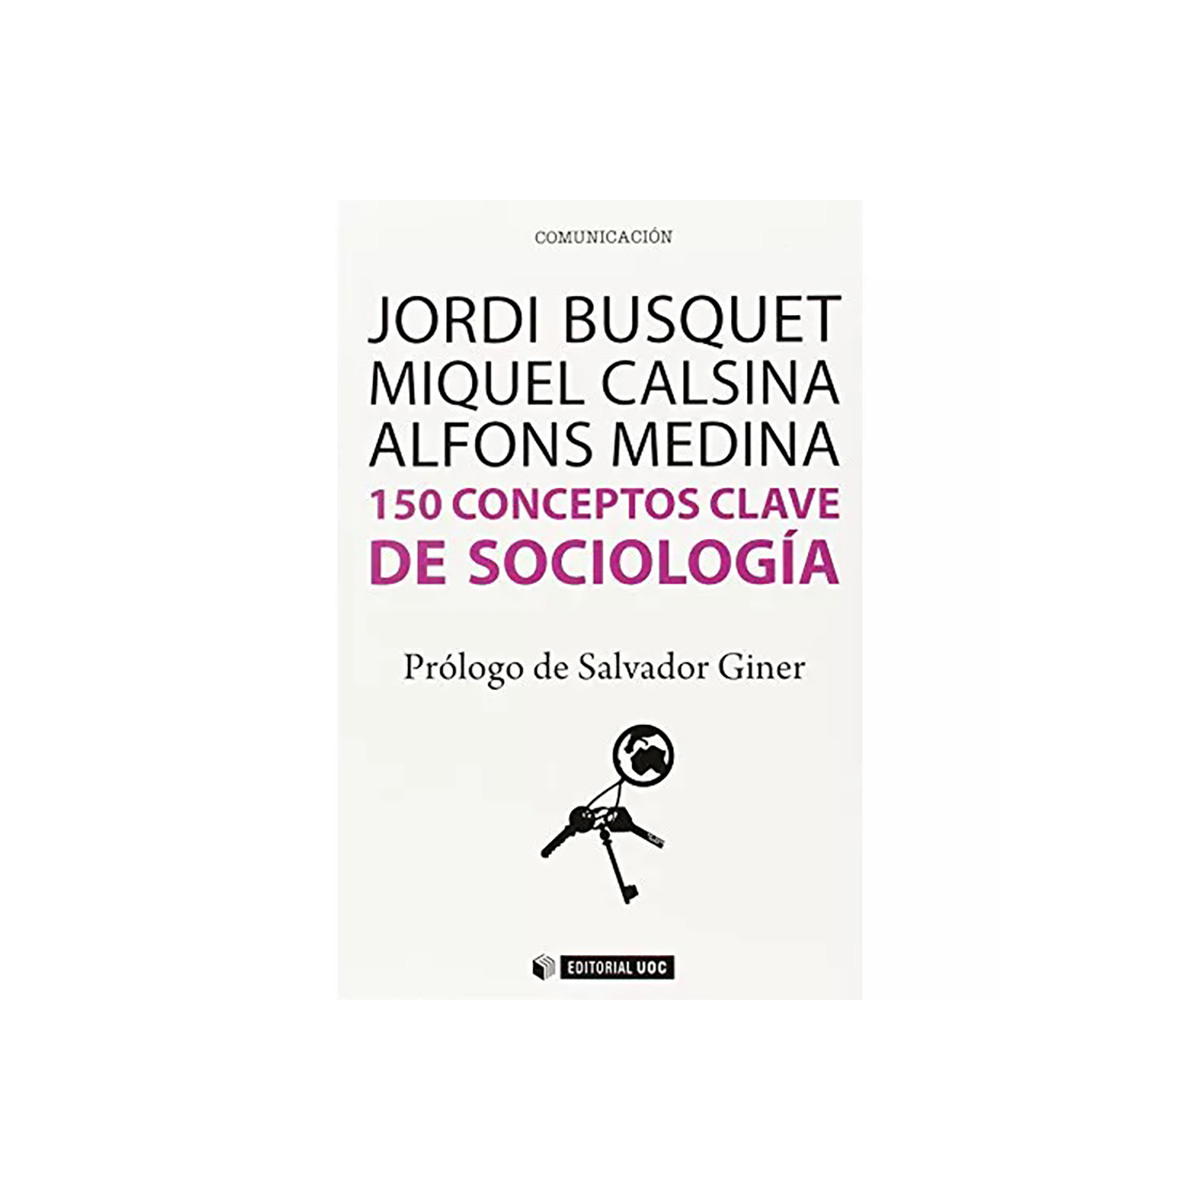 COMUNICACIÓN
JORDI BUSQUET
MIQUEL CALSINA
ALFONS MEDINA
150 CONCEPTOS CLAVE
DE SOCIOLOGÍA
Prólogo de Salvador Giner
EDITORIAL UOC